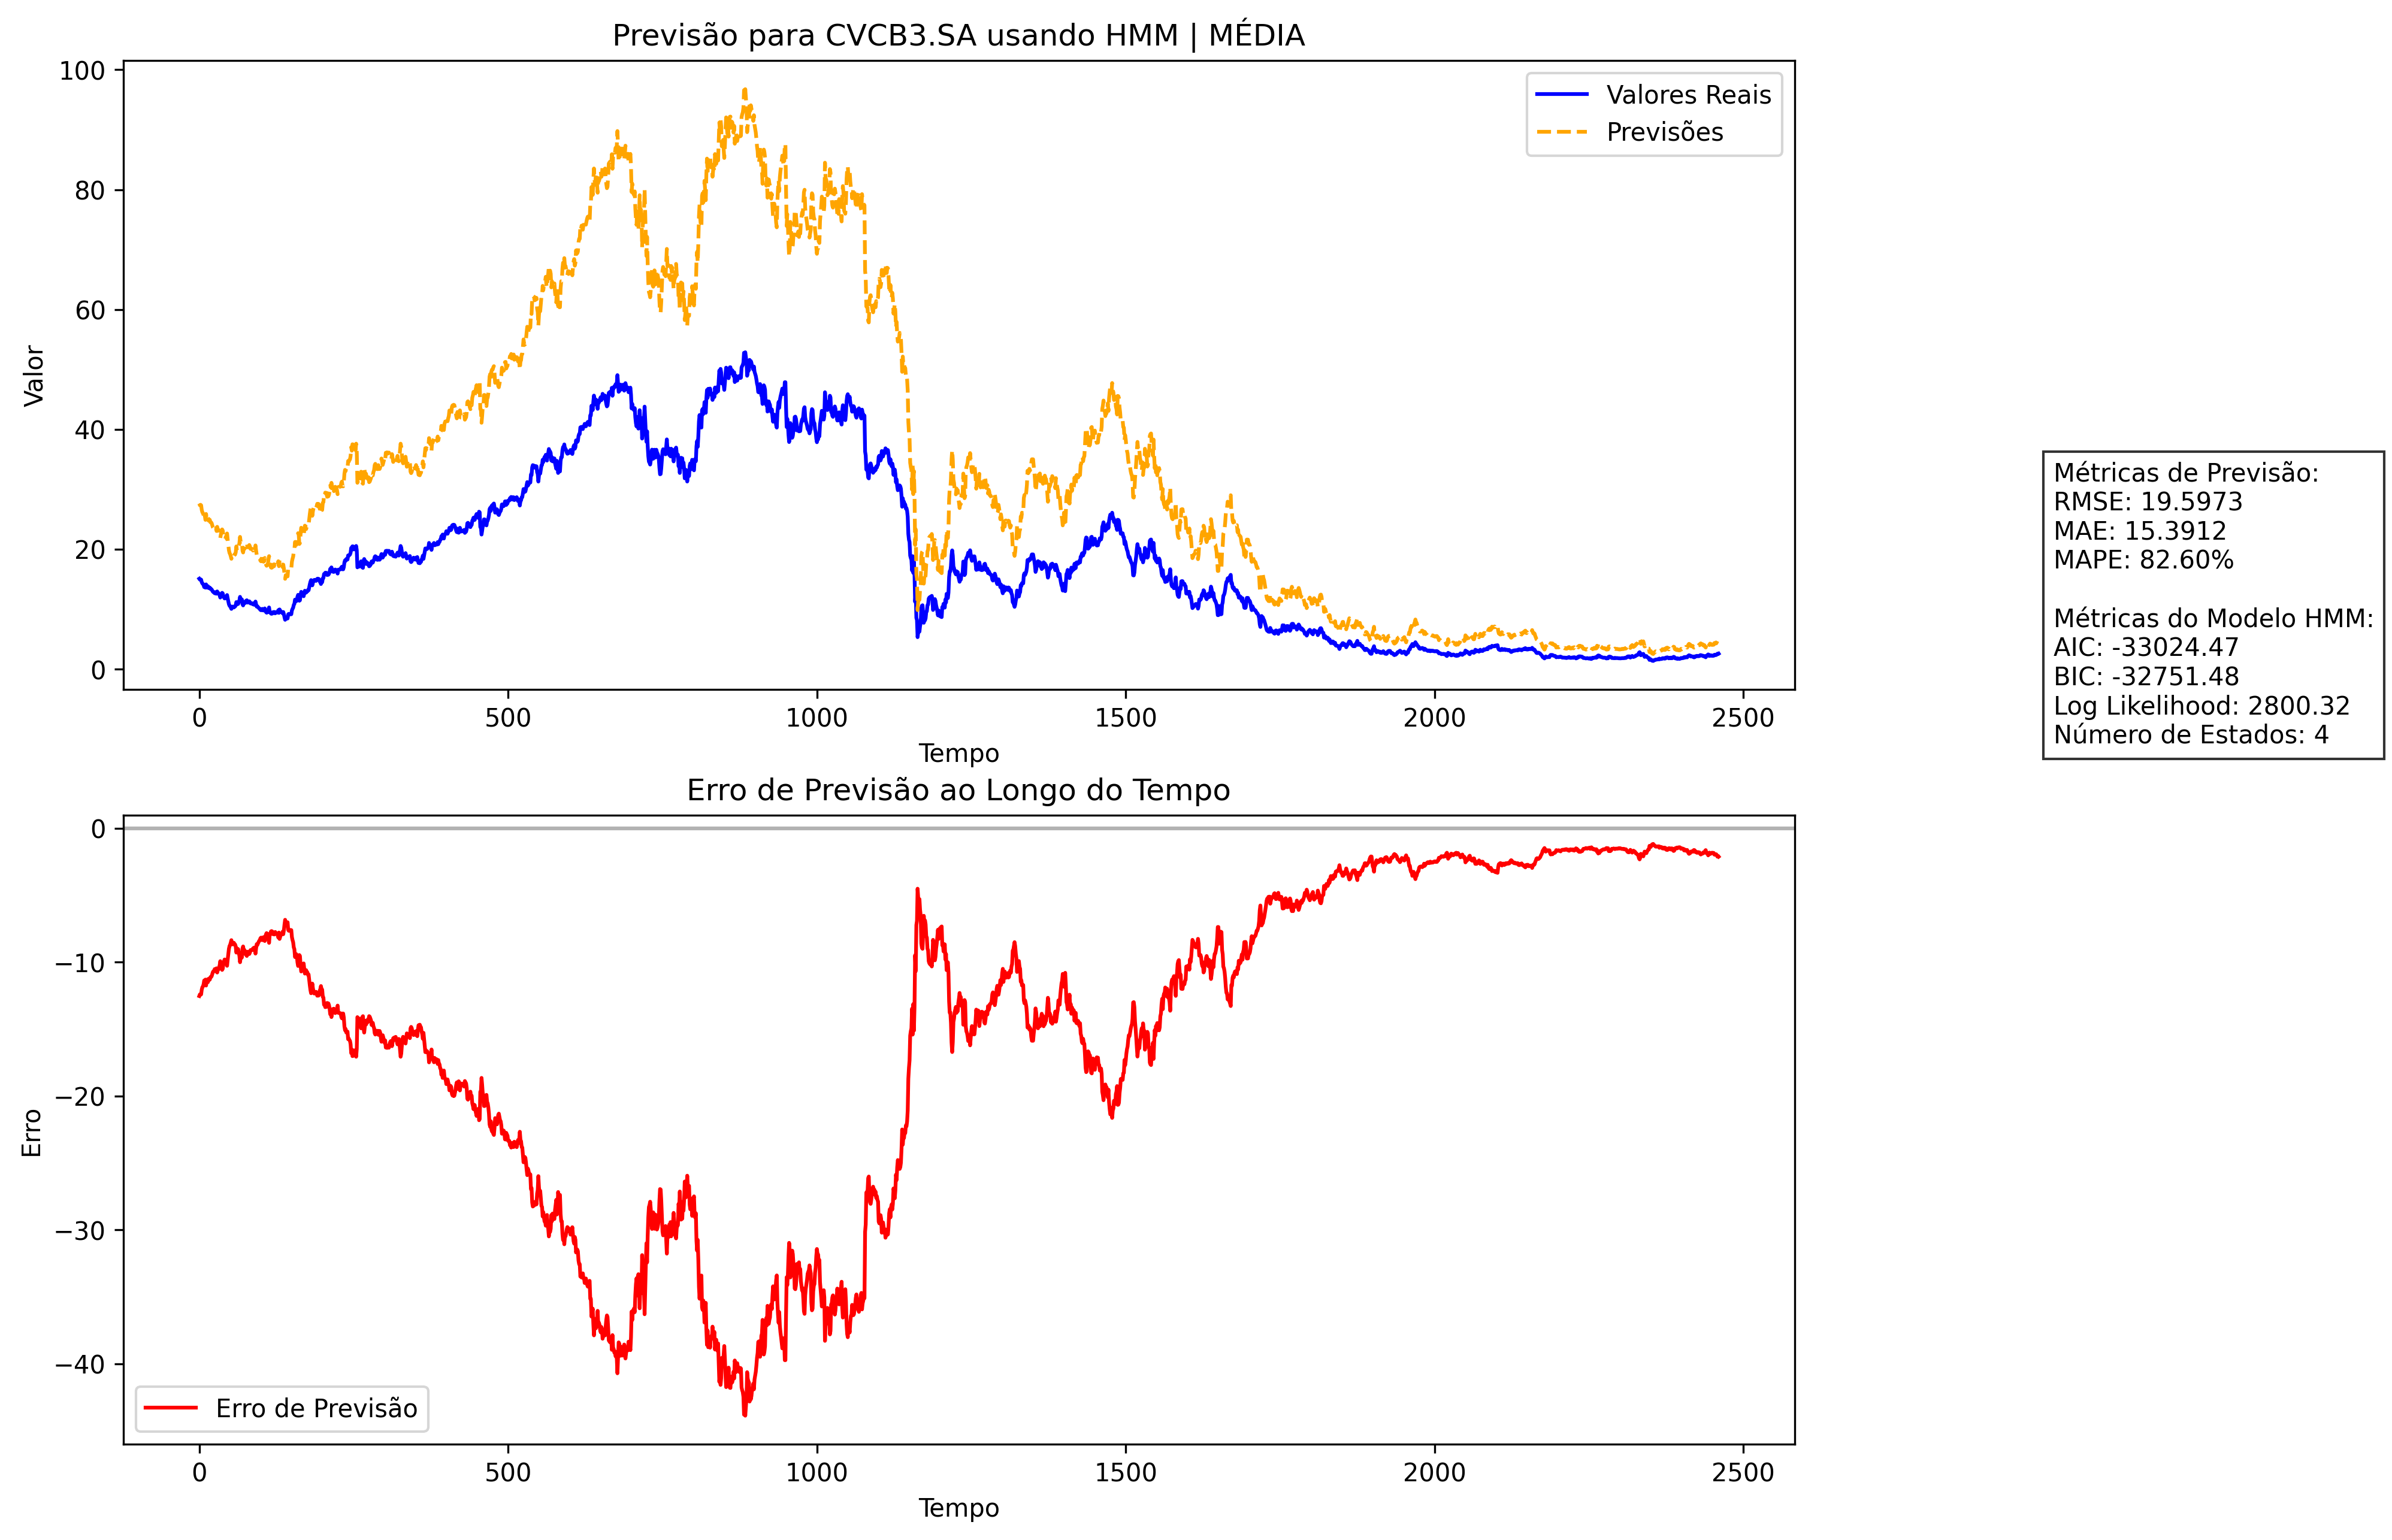 Previsão para CVCB3.SA usando HMM | MÉDIA
100
80
60
40
20
0
Valor
Valores Reais
Previsões
0
500
1000
1500
2000
2500
Tempo
Métricas de Previsão:
RMSE: 19.5973
MAE: 15.3912
MAPE: 82.60%
Métricas do Modelo HMM:
AIC: -33024.47
BIC: -32751.48
Log Likelihood: 2800.32
Número de Estados: 4
Erro de Previsão ao Longo do Tempo
0
−10
−20
−30
−40
Erro
Erro de Previsão
0
500
1000
1500
2000
2500
Tempo